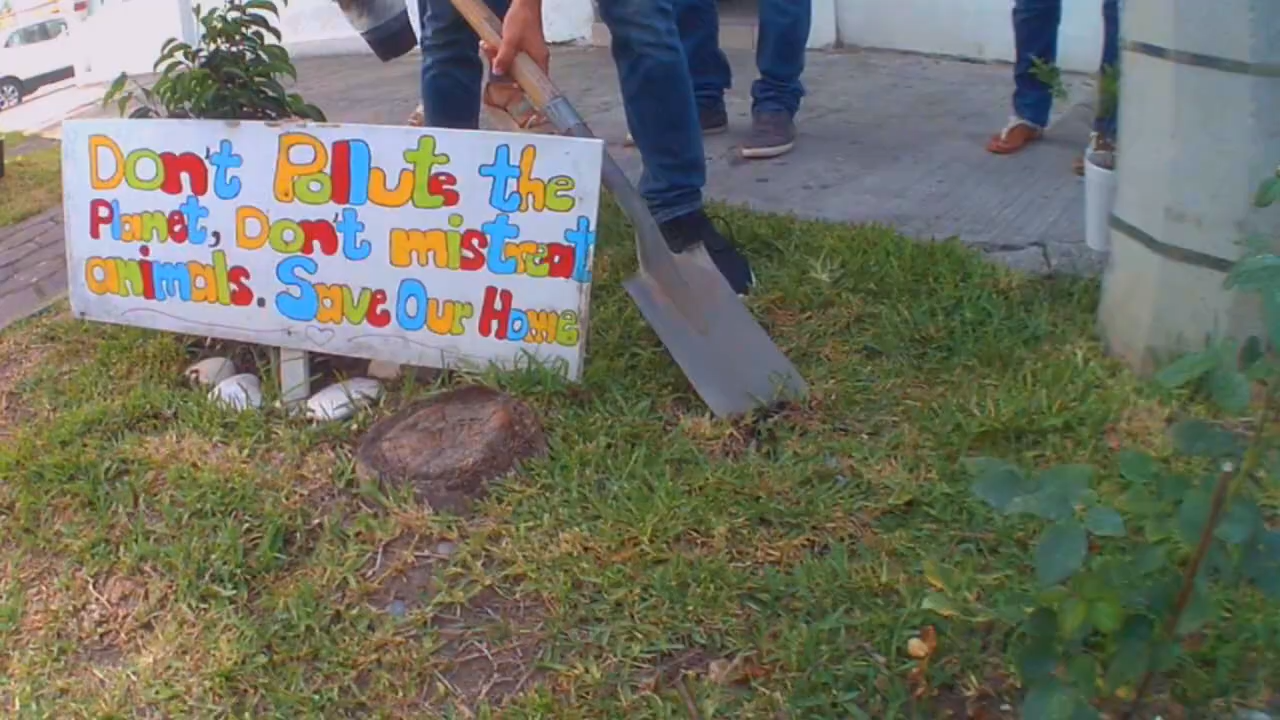 Don't Pollute the
Planet, Don't mistreat
animals. Save Our Home